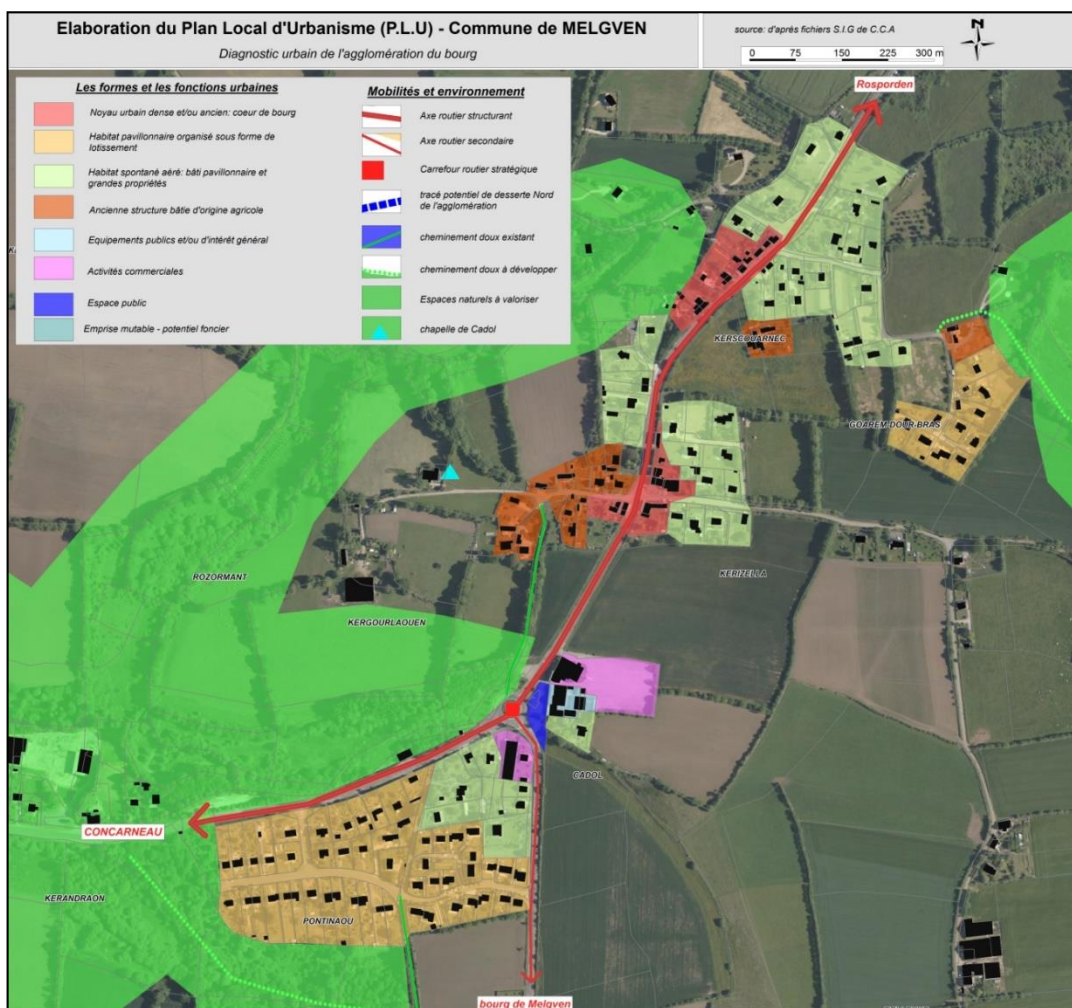 Elaboration du Plan Local d'Urbanisme (P.L.U) - Commune de MELGVEN
Diagnostic urbain de l'agglomération du bourg
source: d'après fichiers S.I.G de C.C.A
N
0 75 150 225 300 m
Les formes et les fonctions urbaines
Noyau urbain dense et/ou ancien: coeur de bourg
Habitat pavillonnaire organisé sous forme de
lotissement
Habitat spontané aéré: bâti pavillonnaire et
grandes propriétés
Ancienne structure bâtie d'origine agricole
Equipements publics et/ou d'intérêt général
Activités commerciales
Espace public
Emprise mutable - potentiel foncier
Mobilités et environnement
Axe routier structurant
Axe routier secondaire
Carrefour routier stratégique
tracé potentiel de desserte Nord
de l'agglomération
cheminement doux existant
cheminement doux à développer
Espaces naturels à valoriser
chapelle de Cadol
Rosporden
KERSCOUARNEC
GOAREM-DOUR-BRAS
ROZORMANT
KERIZELLA
KERGOURLAOUEN
CADOL
CONCARNEAU
KERANDRAON
PONTINAOU
bourg de Melgven